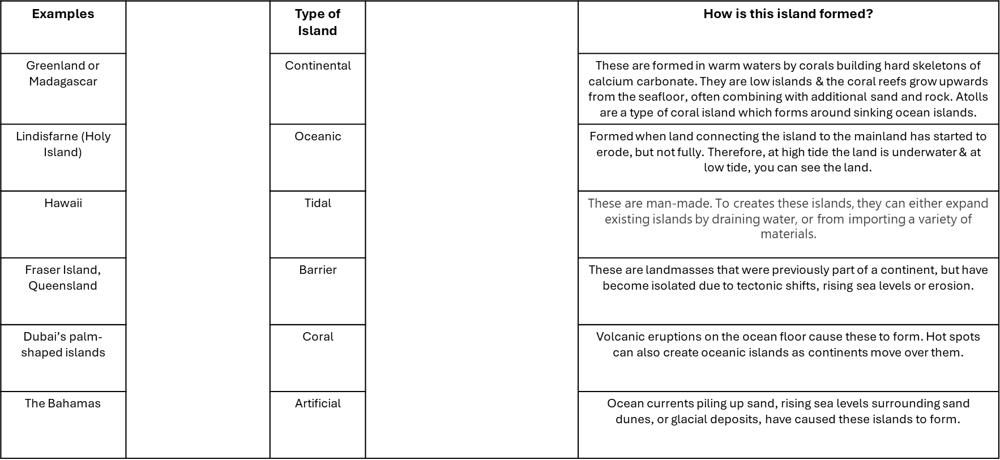 Examples
Type of
Island
How is this island formed?
Greenland or
Madagascar
Continental
These are formed in warm waters by corals building hard skeletons of
calcium carbonate. They are low islands & the coral reefs grow upwards
from the seafloor, often combining with additional sand and rock. Atolls
are a type of coral island which forms around sinking ocean islands.
Lindisfarne (Holy
Island)
Oceanic
Formed when land connecting the island to the mainland has started to
erode, but not fully. Therefore, at high tide the land is underwater & at
low tide, you can see the land.
Hawaii
Tidal
These are man-made. To creates these islands, they can either expand
existing islands by draining water, or from importing a variety of
materials.
Fraser Island,
Queensland
Barrier
These are landmasses that were previously part of a continent, but have
become isolated due to tectonic shifts, rising sea levels or erosion.
Dubai’s palm-
shaped islands
Coral
Volcanic eruptions on the ocean floor cause these to form. Hot spots
can also create oceanic islands as continents move over them.
The Bahamas
Artificial
Ocean currents piling up sand, rising sea levels surrounding sand
dunes, or glacial deposits, have caused these islands to form.